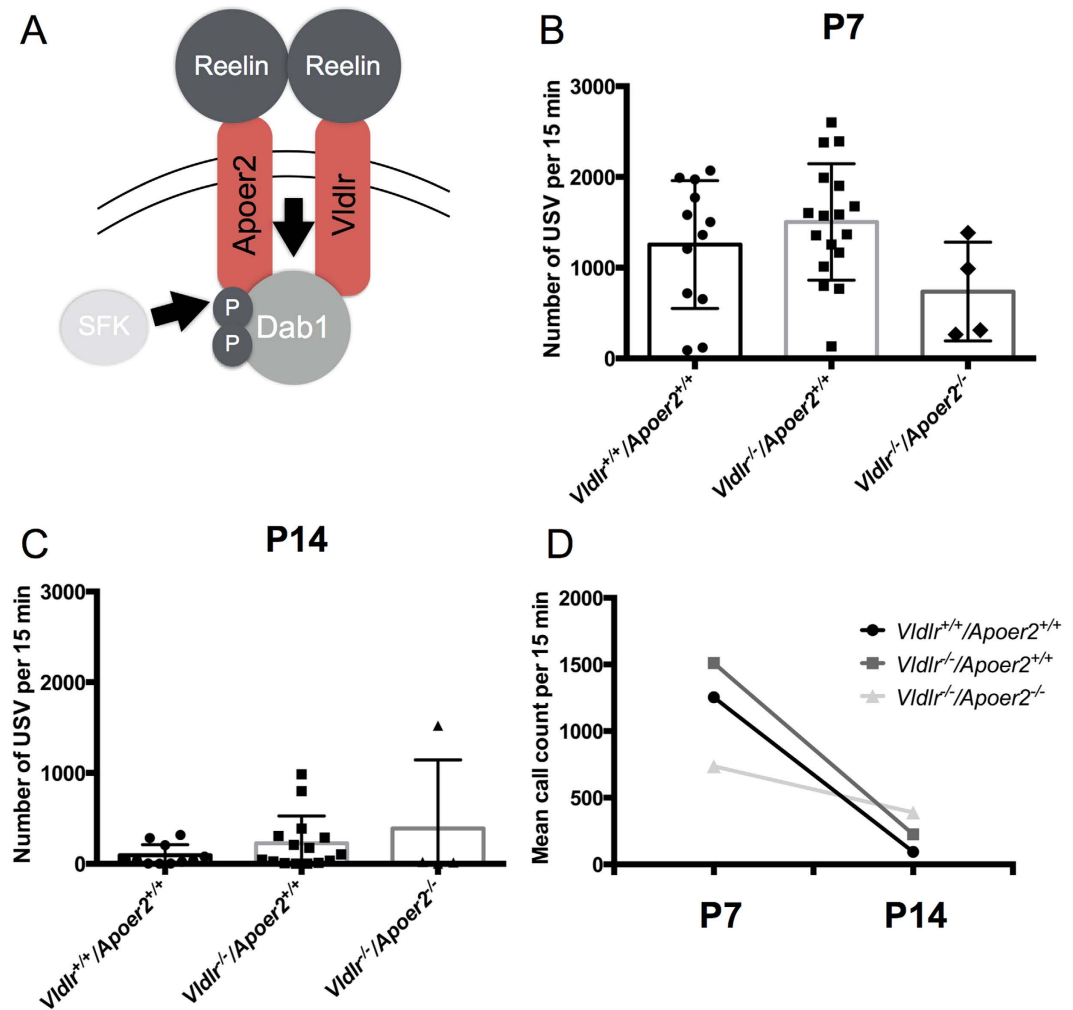 A
Reelin Reelin
Apoer2
Vldlr
SFK
P
P
Dab1
B
P7
Number of USV per 15 min
3000
2000
1000
0
Vldlr+/+/Apoer2+/+
Vldlr-/-/Apoer2+/+
Vldlr-/-/Apoer2-/-
C
P14
Number of USV per 15 min
3000
2000
1000
0
Vldlr+/+/Apoer2+/+
Vldlr-/-/Apoer2+/+
Vldlr-/-/Apoer2-/-
D
Mean call count per 15 min
2000
1500
1000
500
0
Vldlr+/+/Apoer2+/+
Vldlr-/-/Apoer2+/+
Vldlr-/-/Apoer2-/-
P7 P14